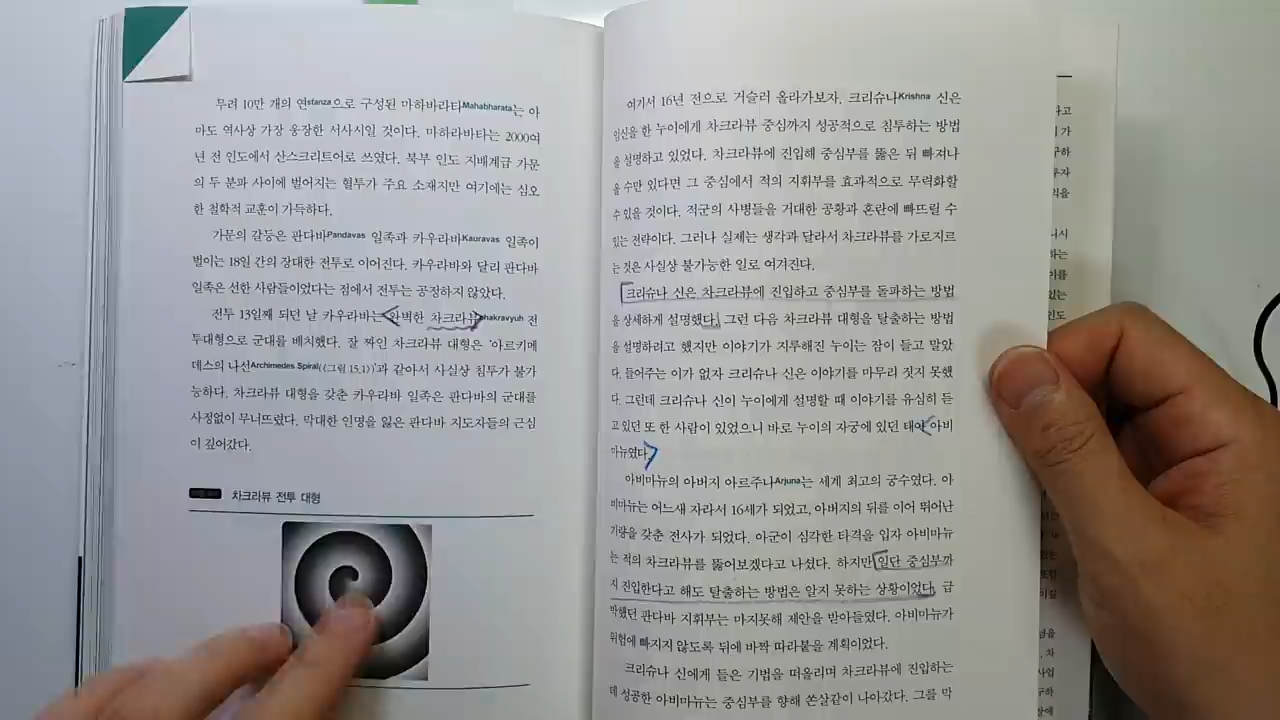 무려 10만 개의 연stanza으로 구성된 마하바라타Mahabharata는 아
마도 역사상 가장 웅장한 서사시일 것이다. 마하라바타는 2000여
년 전 인도에서 산스크리트어로 쓰였다. 북부 인도 지배계급 가문
의 두 분파 사이에 벌어지는 혈투가 주요 소재지만 여기에는 심오
한 철학적 교훈이 가득하다.
가문의 갈등은 판다바Pandavas 일족과 카우라바Kauravas 일족이
벌이는 18일 간의 장대한 전투로 이어진다. 카우라바와 달리 판다바
일족은 선한 사람들이었다는 점에서 전투는 공정하지 않았다.
전투 13일째 되던 날 카우라바는 완벽한 차크라뷰hakravyuh 전
투대형으로 군대를 배치했다. 잘 짜인 차크라뷰 대형은 '아르키메
데스의 나선Archimedes Spiral(〈그림 15.1〉)'과 같아서 사실상 침투가 불가
능하다. 차크라뷰 대형을 갖춘 카우라바 일족은 판다바의 군대를
사정없이 무너뜨렸다. 막대한 인명을 잃은 판다바 지도자들의 근심
이 깊어갔다.
차크라뷰 전투 대형
여기서 16년 전으로 거슬러 올라가보자. 크리슈나Krishna 신은
임신을 한 누이에게 차크라뷰 중심까지 성공적으로 침투하는 방법
을 설명하고 있었다. 차크라뷰에 진입해 중심부를 뚫은 뒤 빠져나
올 수만 있다면 그 중심에서 적의 지휘부를 효과적으로 무력화할
수 있을 것이다. 적군의 사병들을 거대한 공황과 혼란에 빠뜨릴 수
있는 전략이다. 그러나 실제는 생각과 달라서 차크라뷰를 가로지르
는 것은 사실상 불가능한 일로 여겨진다.
크리슈나 신은 차크라뷰에 진입하고 중심부를 돌파하는 방법
을 상세하게 설명했다. 그런 다음 차크라뷰 대형을 탈출하는 방법
을 설명하려고 했지만 이야기가 지루해진 누이는 잠이 들고 말았
다. 들어주는 이가 없자 크리슈나 신은 이야기를 마무리 짓지 못했
다. 그런데 크리슈나 신이 누이에게 설명할 때 이야기를 유심히 듣
고 있던 또 한 사람이 있었으니 바로 누이의 자궁에 있던 태아 아비
마뉴였다.
아비마뉴의 아버지 아르주나Arjuna는 세계 최고의 궁수였다. 아
비마뉴는 어느새 자라서 16세가 되었고, 아버지의 뒤를 이어 뛰어난
기량을 갖춘 전사가 되었다. 아군이 심각한 타격을 입자 아비마뉴
는 적의 차크라뷰를 뚫어보겠다고 나섰다. 하지만 일단 중심부까
지 진입한다고 해도 탈출하는 방법은 알지 못하는 상황이었다. 급
박했던 판다바 지휘부는 마지못해 제안을 받아들였다. 아비마뉴가
위험에 빠지지 않도록 뒤에 바짝 따라붙을 계획이었다.
크리슈나 신에게 들은 기법을 떠올리며 차크라뷰에 진입하는
데 성공한 아비마뉴는 중심부를 향해 쏜살같이 나아갔다. 그를 막